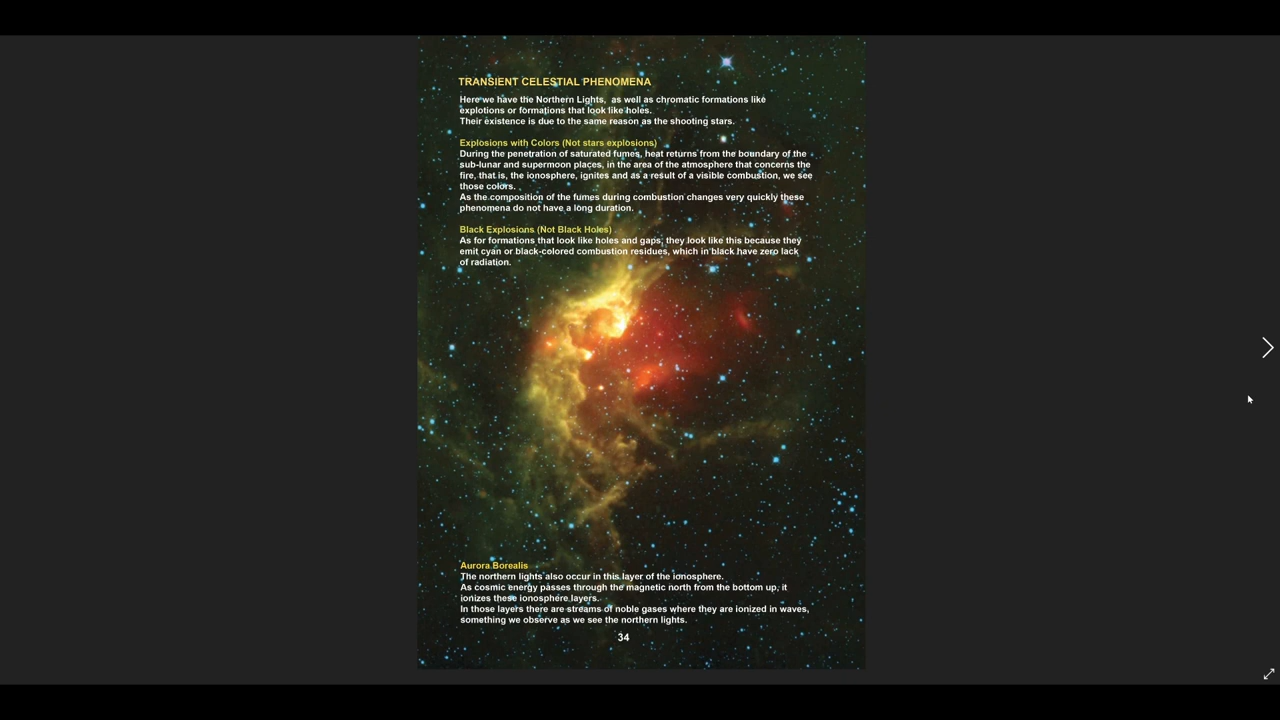 TRANSIENT CELESTIAL PHENOMENA
Here we have the Northern Lights, as well as chromatic formations like
explotions or formations that look like holes.
Their existence is due to the same reason as the shooting stars.
Explosions with Colors (Not stars explosions)
During the penetration of saturated fumes, heat returns from the boundary of the
sub-lunar and supermoon places, in the area of the atmosphere that concerns the
fire, that is, the ionosphere, ignites and as a result of a visible combustion, we see
those colors.
As the composition of the fumes during combustion changes very quickly these
phenomena do not have a long duration.
Black Explosions (Not Black Holes)
As for formations that look like holes and gaps, they look like this because they
emit cyan or black-colored combustion residues, which in black have zero lack
of radiation.
Aurora Borealis
The northern lights also occur in this layer of the ionosphere.
As cosmic energy passes through the magnetic north from the bottom up, it
ionizes these ionosphere layers.
In those layers there are streams of noble gases where they are ionized in waves,
something we observe as we see the northern lights.
34